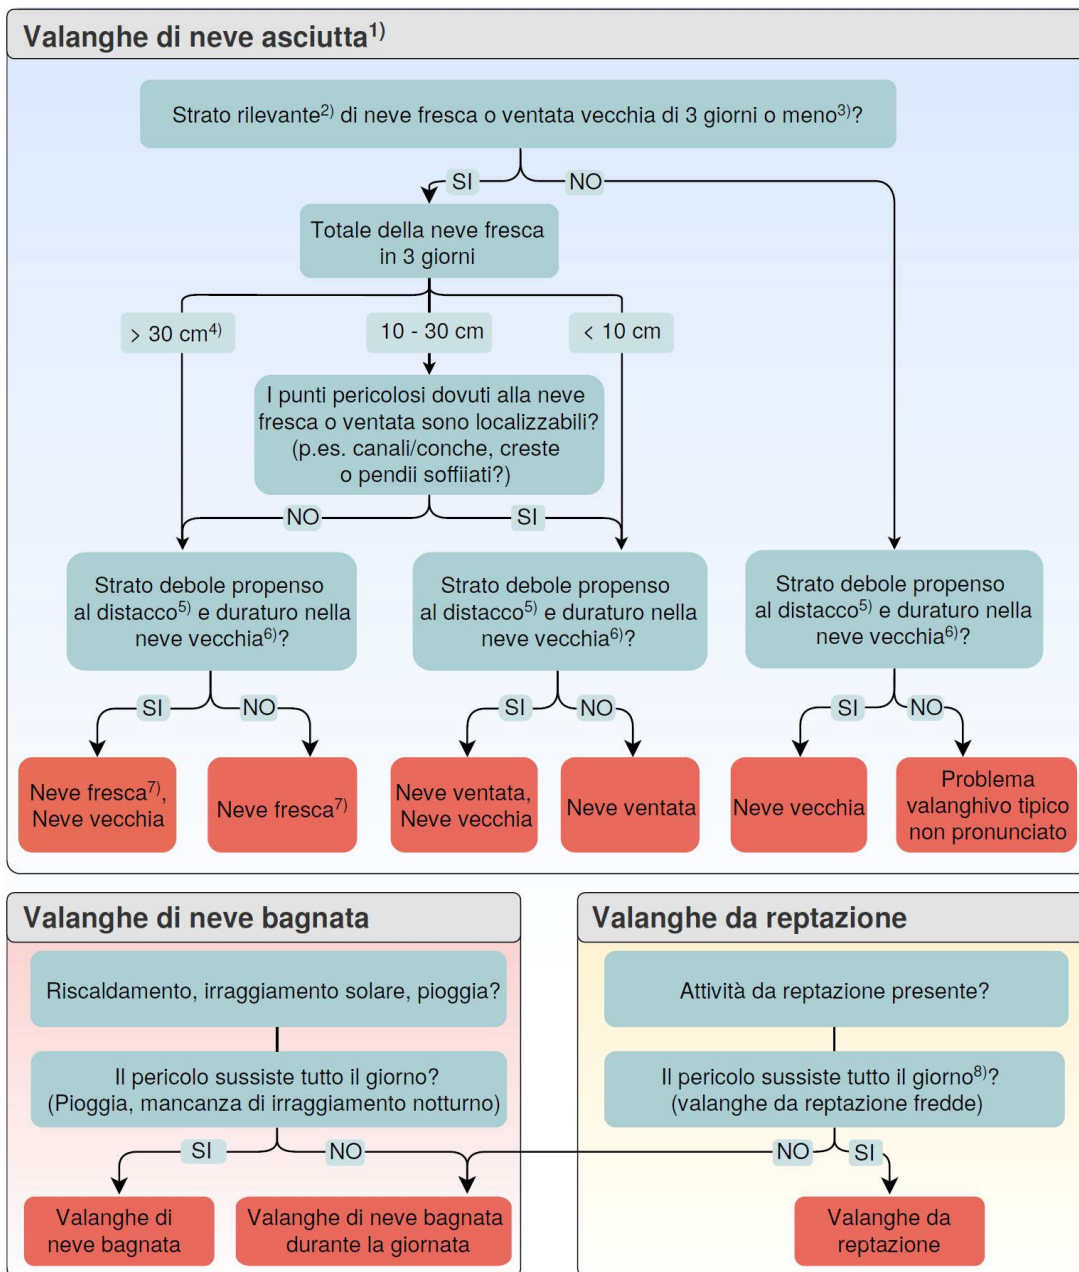 Valanghe di neve asciutta1)
Strato rilevante2) di neve fresca o ventata vecchia di 3 giorni o meno3)?
SI
NO
Totale della neve fresca
in 3 giorni
> 30 cm4)
10 - 30 cm
< 10 cm
I punti pericolosi dovuti alla neve
fresca o ventata sono localizzabili?
(p.es. canali/conche, creste
o pendii soffiiati?)
NO
SI
Strato debole propenso
al distacco5) e duraturo nella
neve vecchia6)?
Strato debole propenso
al distacco5) e duraturo nella
neve vecchia6)?
Strato debole propenso
al distacco5) e duraturo nella
neve vecchia6)?
SI
NO
SI
NO
SI
NO
Neve fresca7),
Neve vecchia
Neve fresca7)
Neve ventata,
Neve vecchia
Neve ventata
Neve vecchia
Problema
valanghivo tipico
non pronunciato
Valanghe di neve bagnata
Riscaldamento, irraggiamento solare, pioggia?
Il pericolo sussiste tutto il giorno?
(Pioggia, mancanza di irraggiamento notturno)
SI
NO
Valanghe di
neve bagnata
Valanghe di neve bagnata
durante la giornata
Valanghe da reptazione
Attività da reptazione presente?
Il pericolo sussiste tutto il giorno8)?
(valanghe da reptazione fredde)
NO
SI
Valanghe da
reptazione